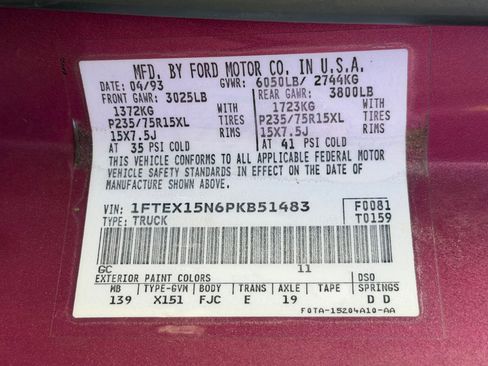 MFD. BY FORD MOTOR CO. IN U.S.A.
DATE: 04/93 GVWR: 6050LB/ 2744KG
FRONT GAWR: 3025LB REAR GAWR: 3800LB
1372KG WITH 1723KG WITH
P235/75R15XL TIRES P235/75R15XL TIRES
15X7.5J RIMS 15X7.5J RIMS
AT 35 PSI COLD AT 41 PSI COLD
THIS VEHICLE CONFORMS TO ALL APPLICABLE FEDERAL MOTOR
VEHICLE SAFETY STANDARDS IN EFFECT ON THE DATE OF
MANUFACTURE SHOWN ABOVE.
VIN: 1FTEX15N6PKB51483 F0081
TYPE: TRUCK T0159
GC 11
EXTERIOR PAINT COLORS DSO
MB TYPE-GVM BODY TRANS AXLE SPRINGS
139 X151 FJC E 19 D D
F0TA-15204A10-AA